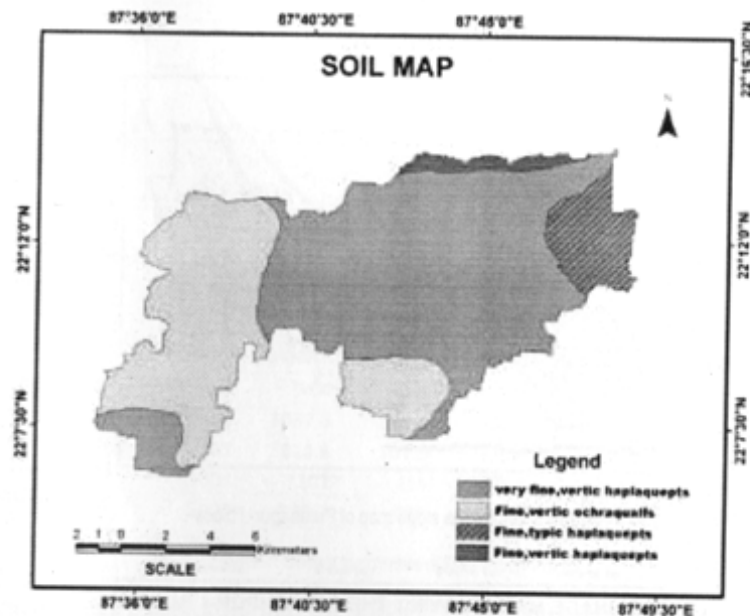 87°36'0"E 87°40'30"E 87°45'0"E
22°16'30"N
SOIL MAP
22°12'0"N 22°12'0"N
22°7'30"N 22°7'30"N
Legend
very fine,vertic haplaquepts
Fine,vertic ochraqualfs
Fine,typic haplaquepts
Fine,vertic haplaquepts
2 1 0 2 4 6
Kilometers
SCALE
87°36'0"E 87°40'30"E 87°45'0"E 87°49'30"E